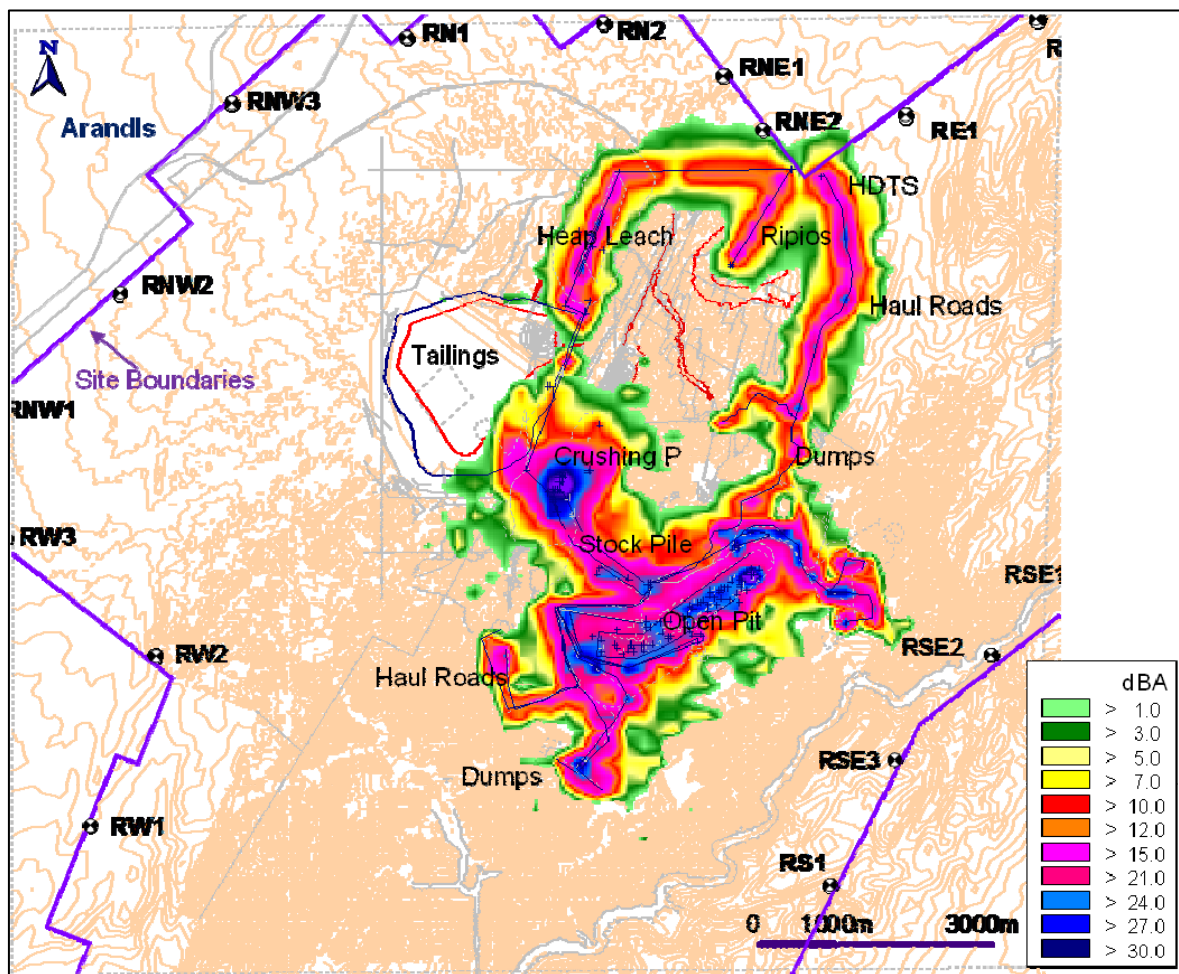 N
RN1
RN2
RNE1
RNW3
RNE2
RE1
Arandis
HDTS
Heap Leach
Ripios
RNW2
Haul Roads
Tailings
Site Boundaries
RNW1
Crushing P
Dumps
RW3
Stock Pile
RSE1
Open Pit
RW2
RSE2
Haul Roads
dBA
> 1.0
> 3.0
> 5.0
> 7.0
> 10.0
> 12.0
> 15.0
> 21.0
> 24.0
> 27.0
> 30.0
RSE3
Dumps
RW1
RS1
0 1000m 3000m